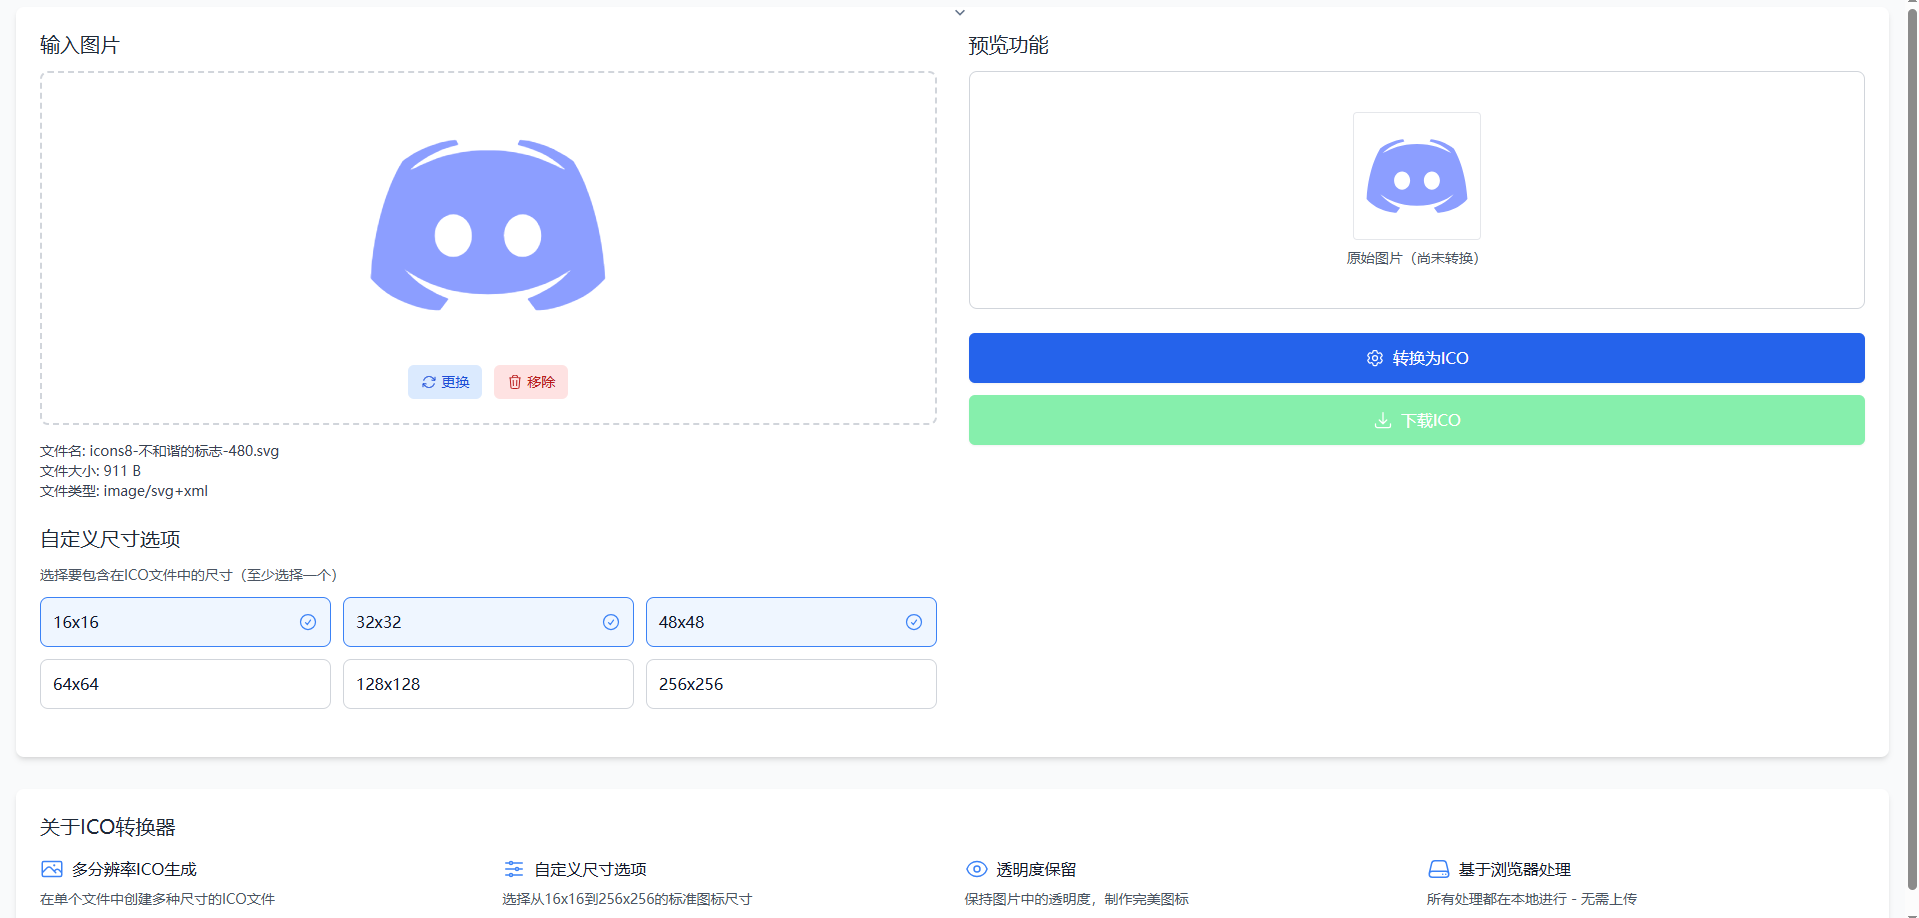 输入图片
更换
移除
文件名: icons8-不和谐的标志-480.svg
文件大小: 911 B
文件类型: image/svg+xml
自定义尺寸选项
选择要包含在ICO文件中的尺寸（至少选择一个）
16x16
32x32
48x48
64x64
128x128
256x256
预览功能
原始图片（尚未转换）
转换为ICO
下载ICO
关于ICO转换器
多分辨率ICO生成
在单个文件中创建多种尺寸的ICO文件
自定义尺寸选项
选择从16x16到256x256的标准图标尺寸
透明度保留
保持图片中的透明度，制作完美图标
基于浏览器处理
所有处理都在本地进行 - 无需上传